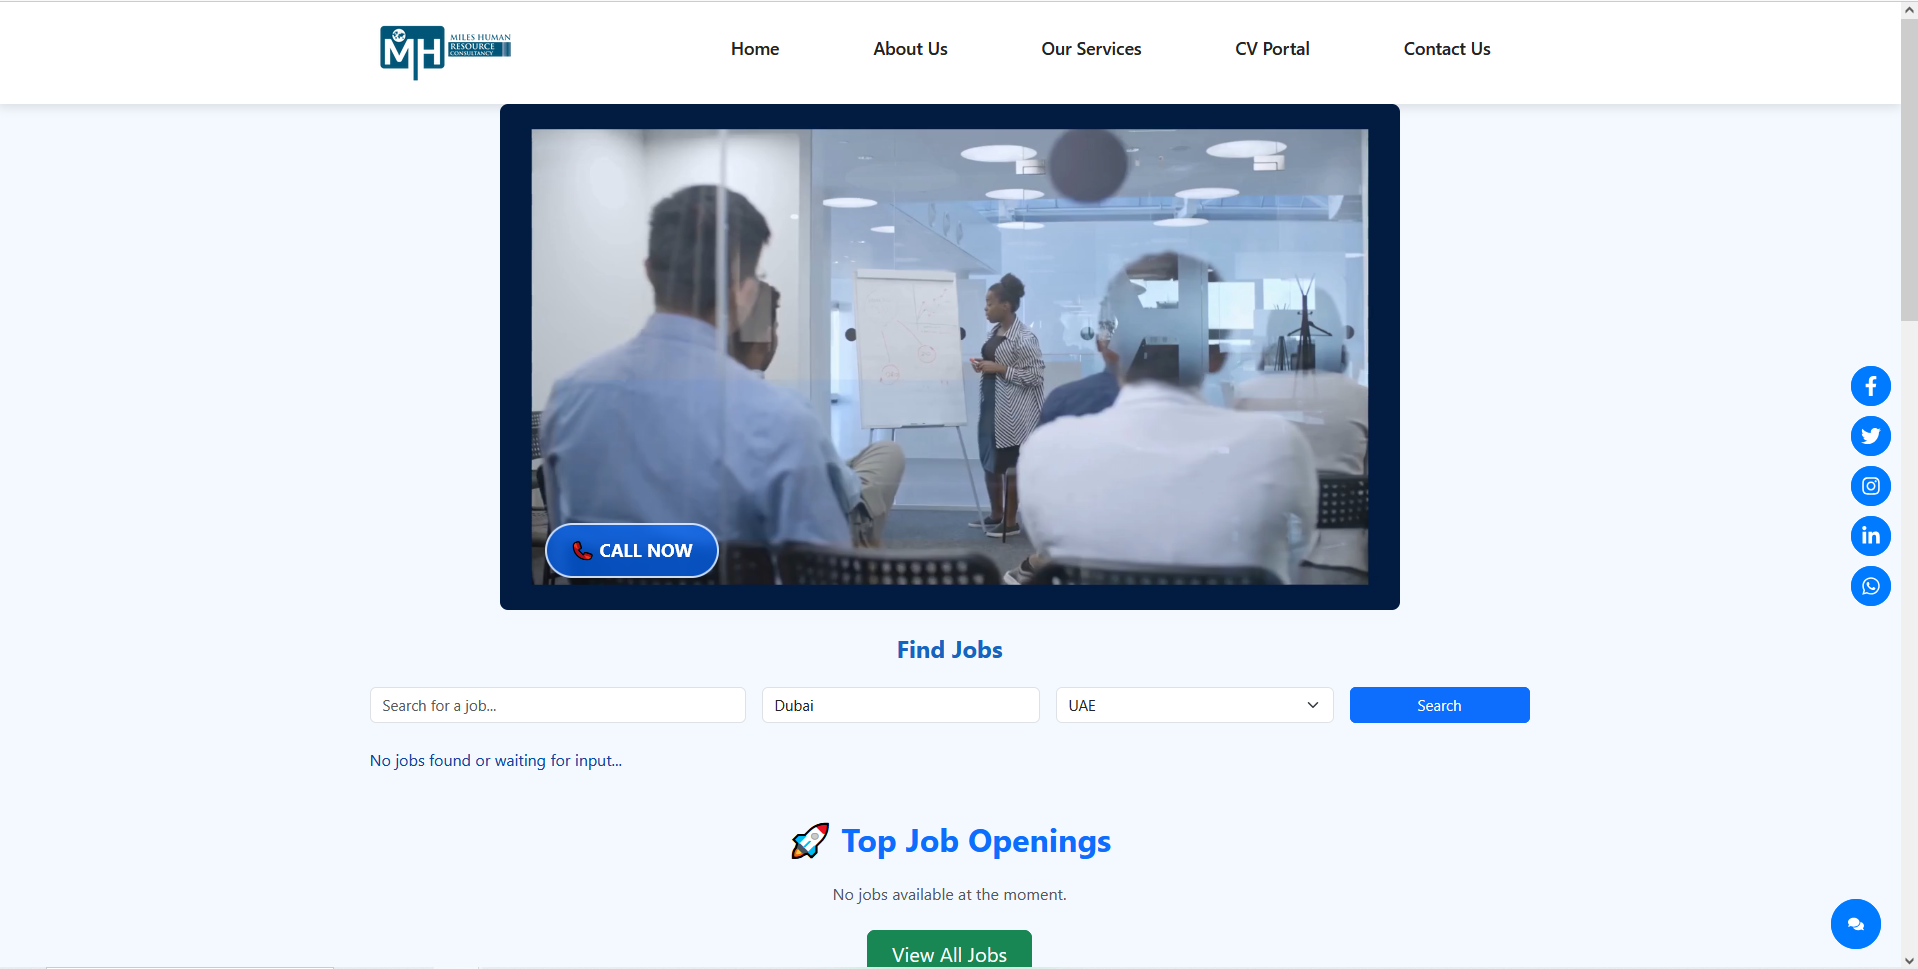 MH
MILES HUMAN
RESOURCE
CONSULTANCY
Home
About Us
Our Services
CV Portal
Contact Us
CALL NOW
Find Jobs
Search for a job...
Dubai
UAE
Search
No jobs found or waiting for input...
Top Job Openings
No jobs available at the moment.
View All Jobs